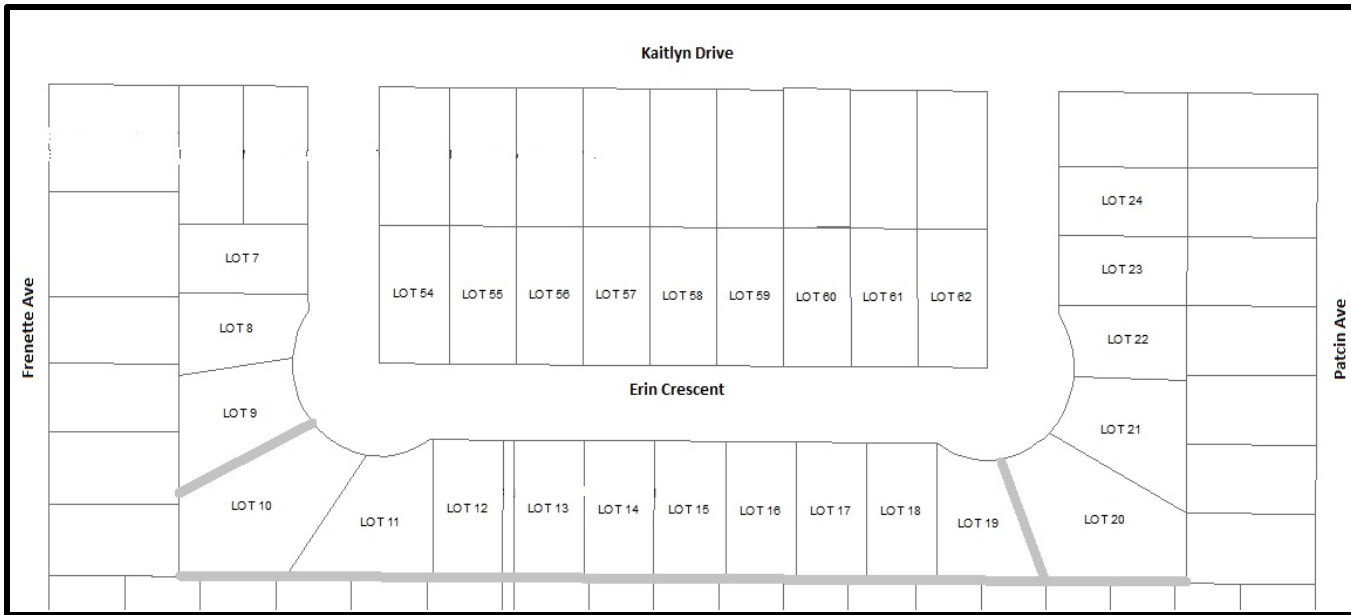 Kaitlyn Drive
LOT 24
LOT 7
LOT 23
LOT 54 LOT 55 LOT 56 LOT 57 LOT 58 LOT 59 LOT 60 LOT 61 LOT 62
Frenette Ave
LOT 8
LOT 22
Patcin Ave
Erin Crescent
LOT 9
LOT 21
LOT 10
LOT 11
LOT 12 LOT 13 LOT 14 LOT 15 LOT 16 LOT 17 LOT 18
LOT 19
LOT 20